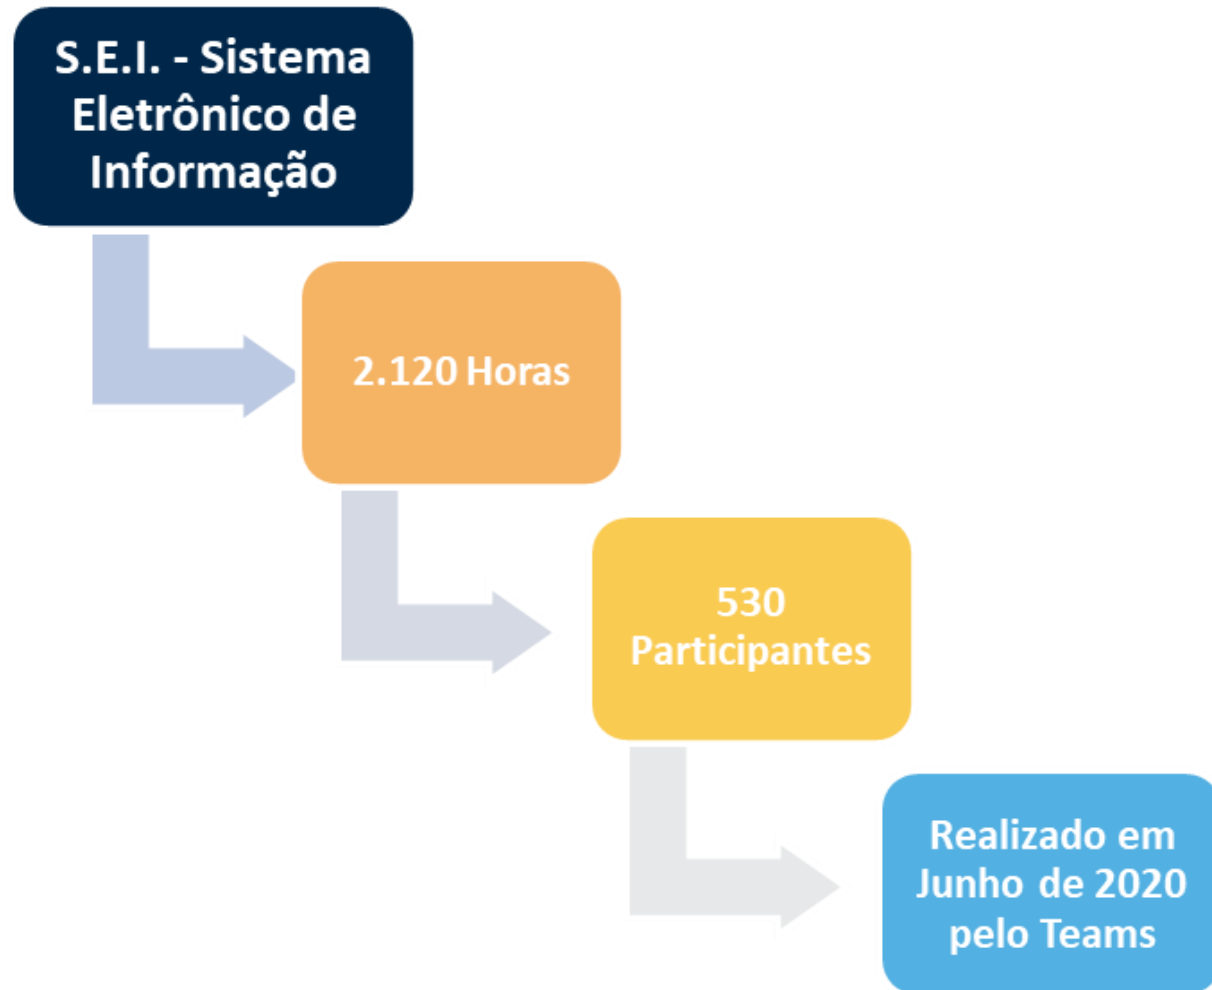 S.E.I. - Sistema
Eletrônico de
Informação
2.120 Horas
530
Participantes
Realizado em
Junho de 2020
pelo Teams